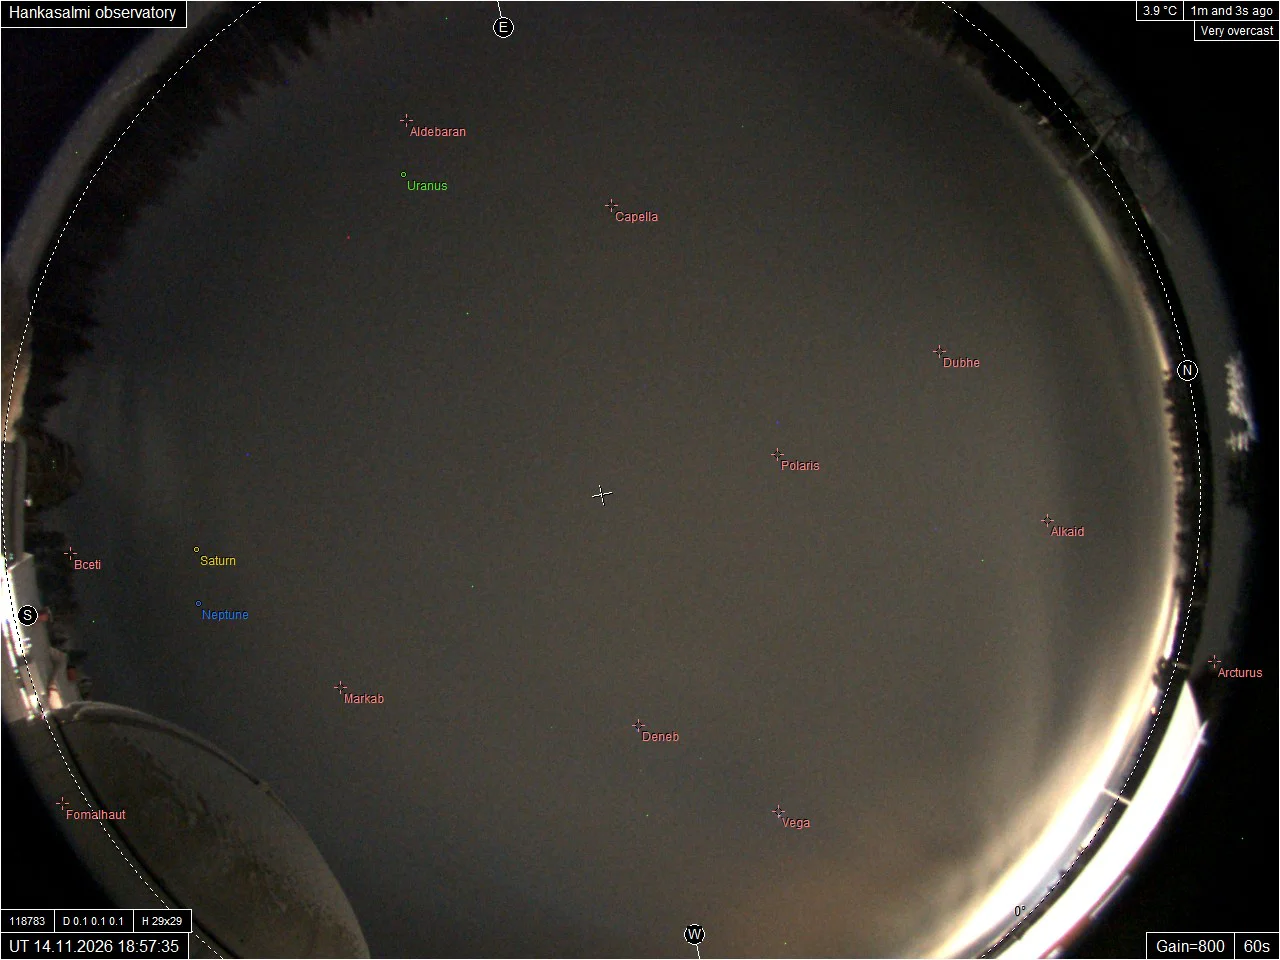 Hankasalmi observatory
E
3.9 °C
1m and 3s ago
Very overcast
Aldebaran
Uranus
Capella
Dubhe
N
Polaris
Alkaid
Bceti
Saturn
S
Neptune
Arcturus
Markab
Deneb
Fomalhaut
Vega
0°
118783
D 0.1 0.1 0.1
H 29x29
W
UT 14.11.2026 18:57:35
Gain=800
60s